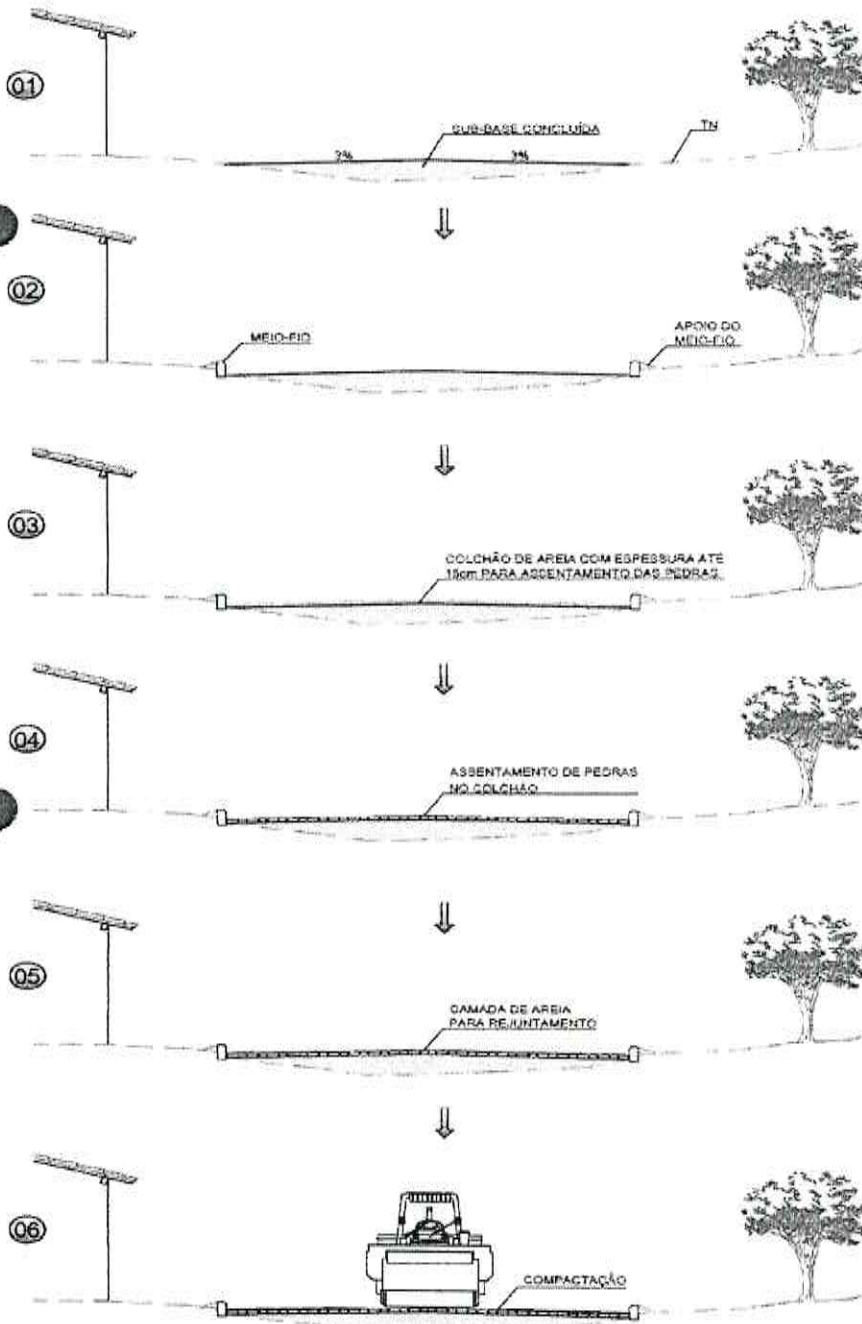 01
SUB-BASE CONCLUÍDA
TN
3%
3%
02
MEIO-FIO
APOIO DO
MEIO-FIO
03
COLCHÃO DE AREIA COM ESPESSURA ATÉ
15cm PARA ASSENTAMENTO DAS PEDRAS
04
ASSENTAMENTO DE PEDRAS
NO COLCHÃO
05
CAMADA DE AREIA
PARA REJUNTAMENTO
06
COMPACTAÇÃO